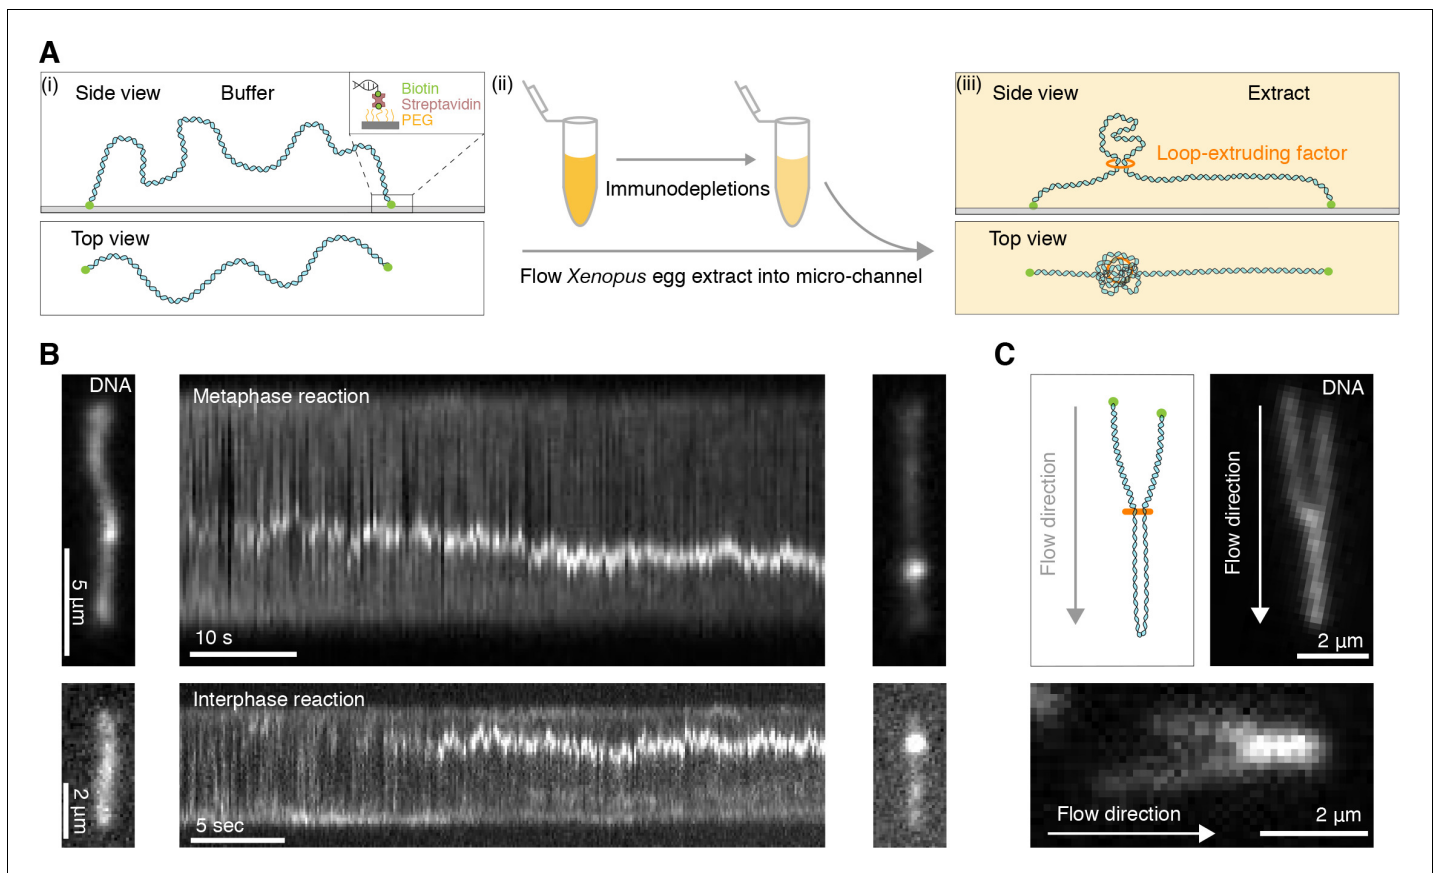 A
(i)
Side view
Buffer
Biotin
Streptavidin
PEG
Top view
(ii)
Immunodepletions
Flow Xenopus egg extract into micro-channel
(iii)
Side view
Extract
Loop-extruding factor
Top view
B
DNA
5 µm
Metaphase reaction
10 s
2 µm
Interphase reaction
5 sec
C
Flow direction
DNA
Flow direction
2 µm
Flow direction
2 µm